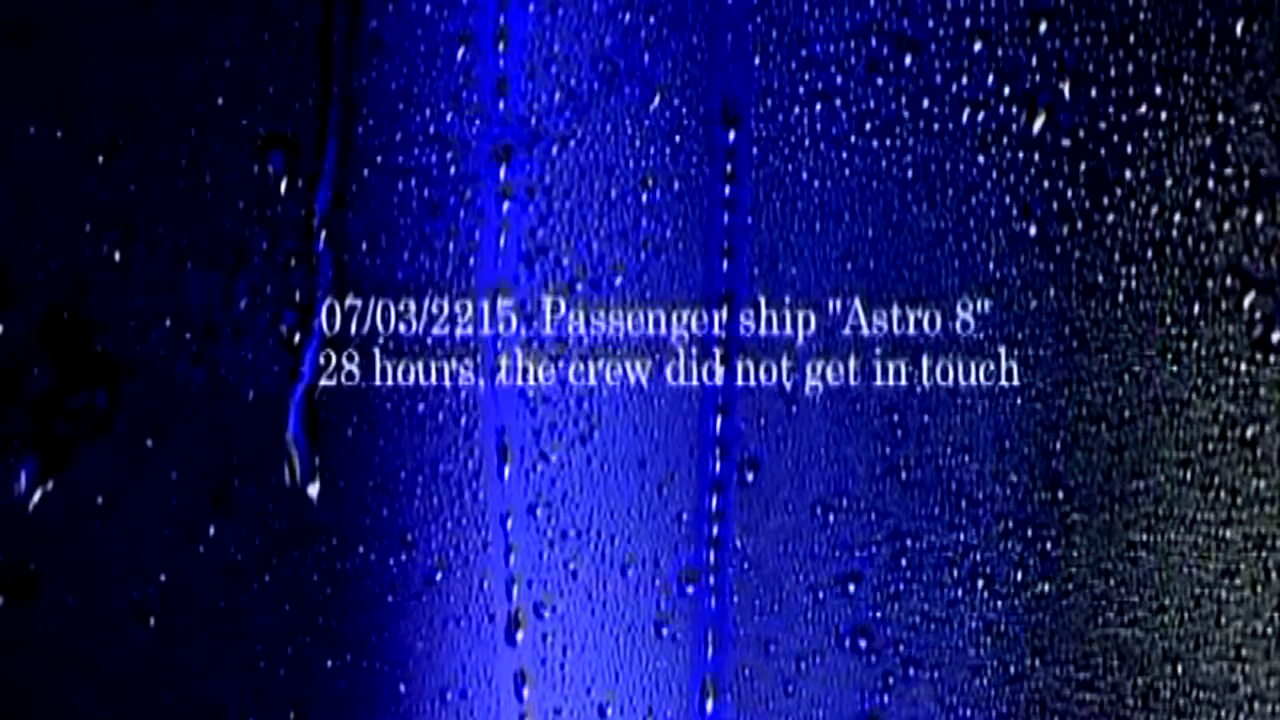 07/03/2215. Passenger ship "Astro 8"
28 hours, the crew did not get in touch